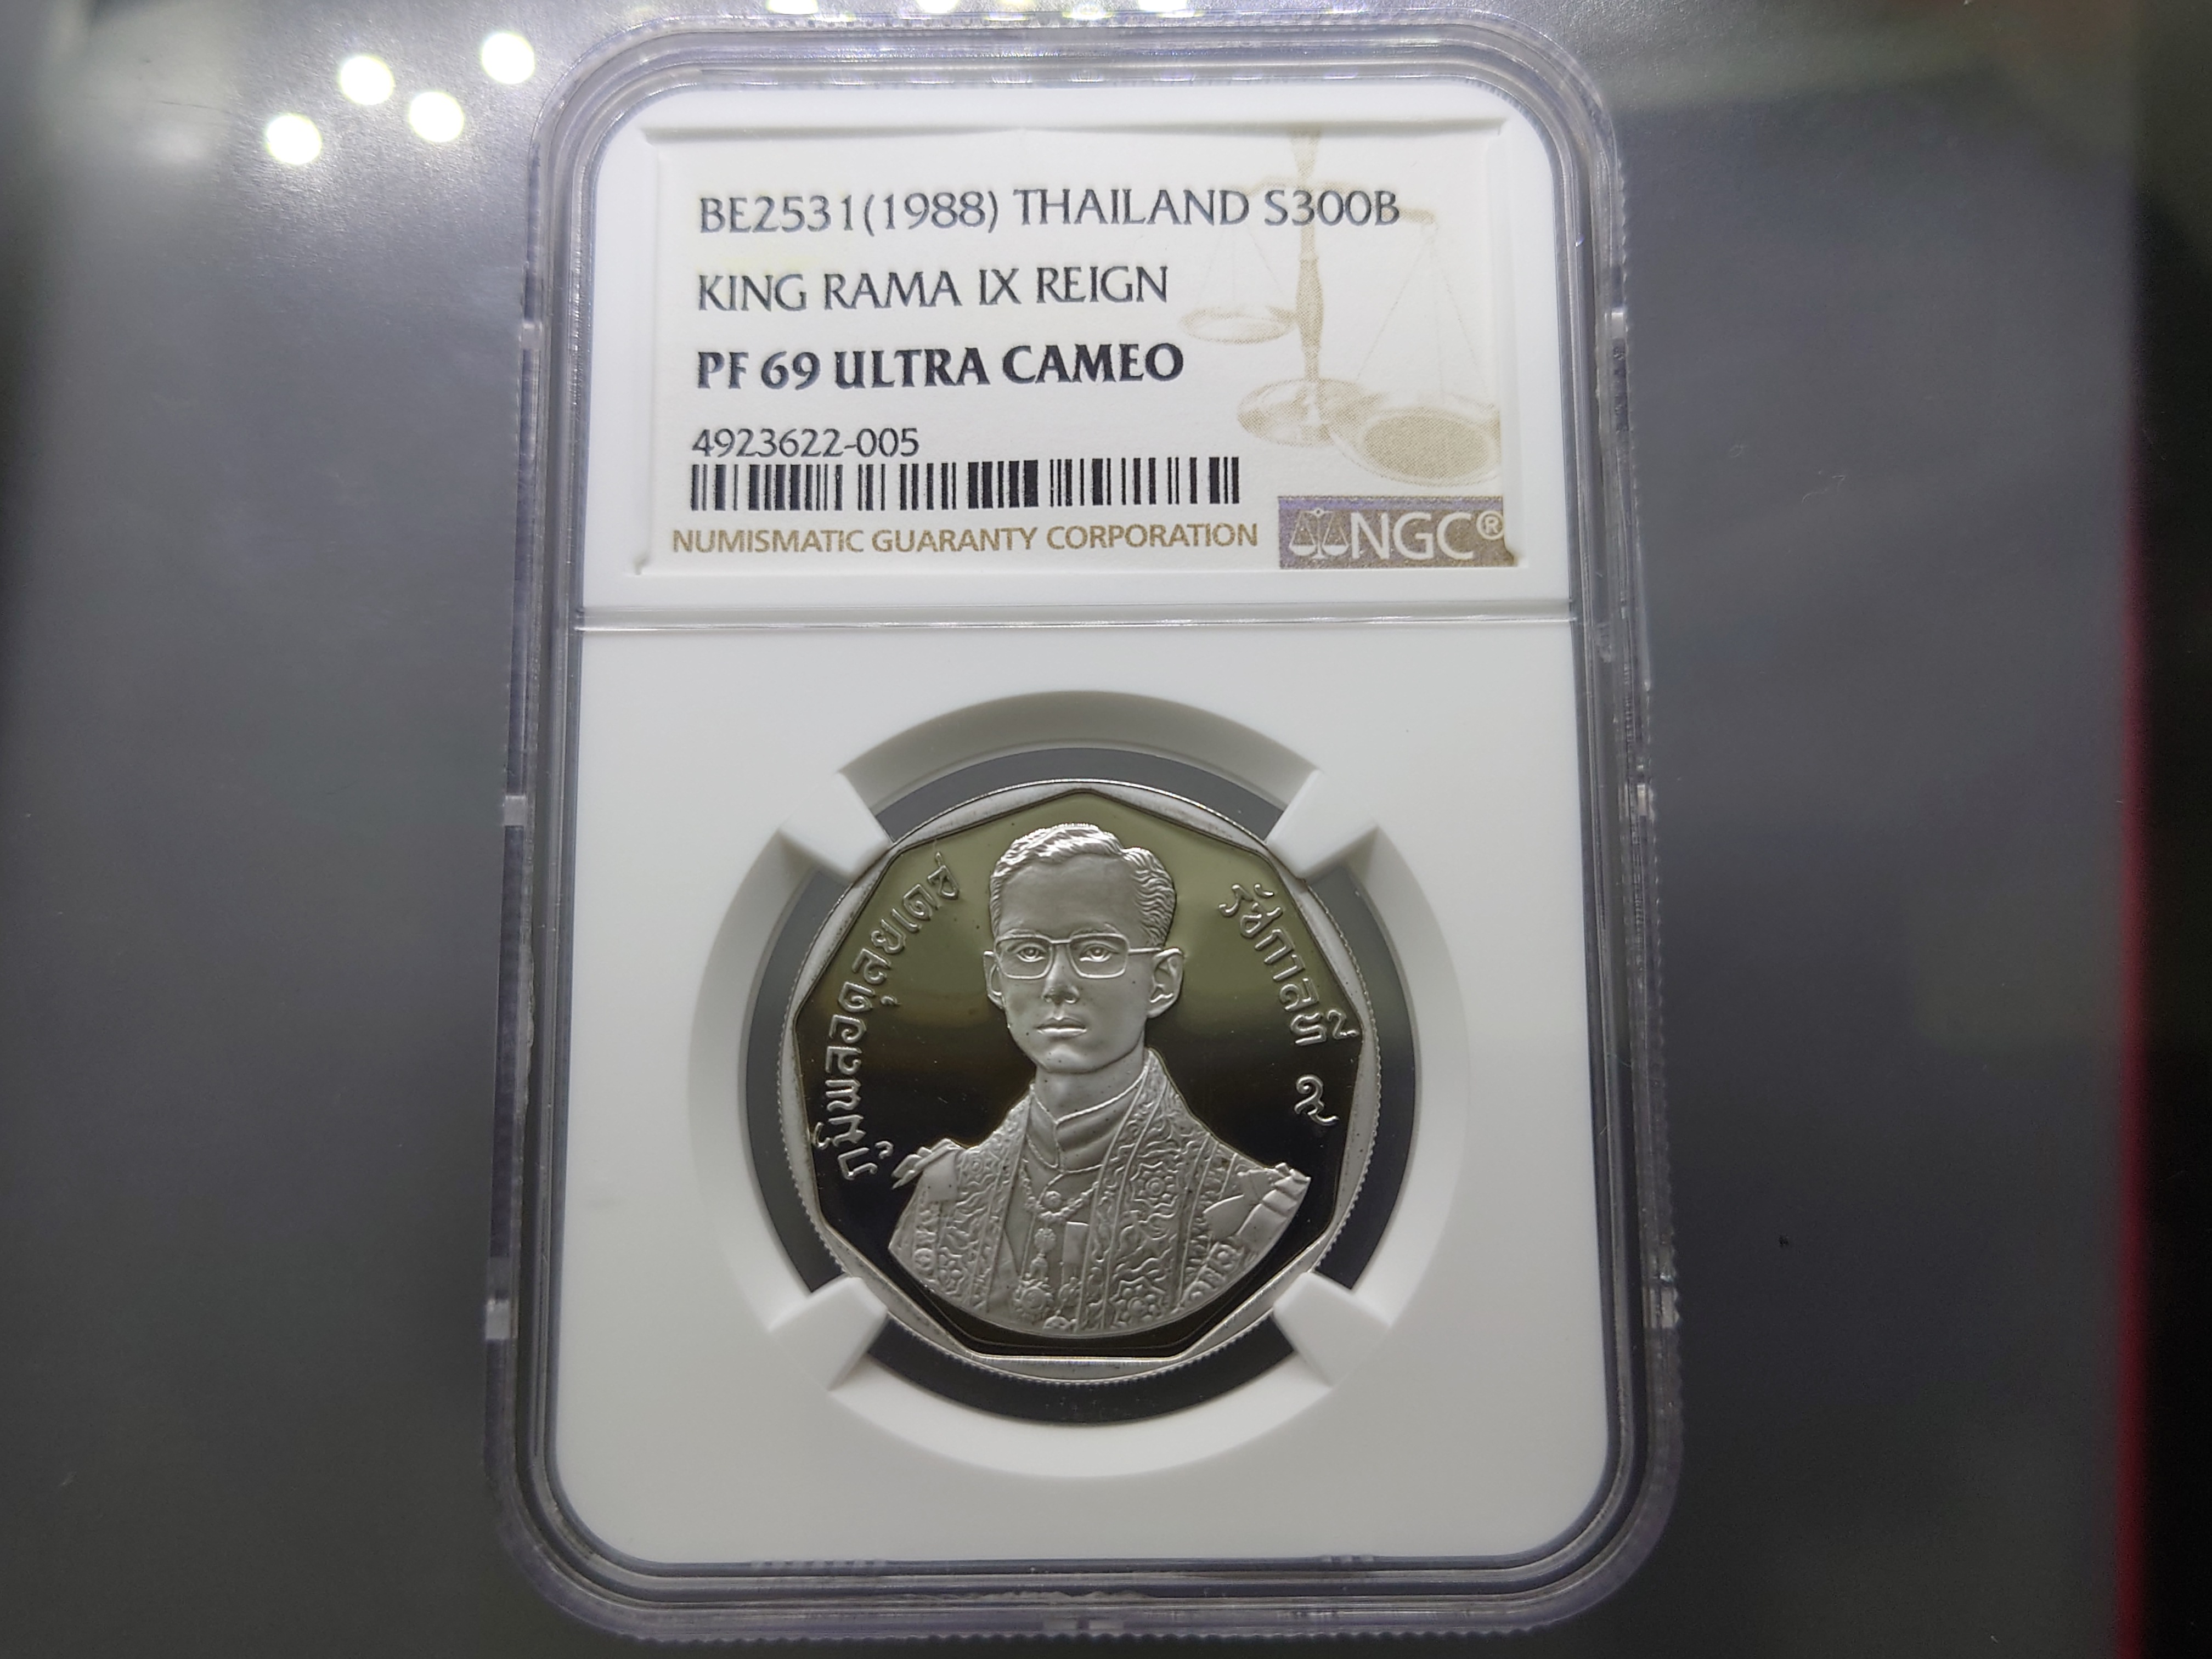 BE2531(1988) THAILAND S300B
KING RAMA IX REIGN
PF 69 ULTRA CAMEO
4923622-005
NUMISMATIC GUARANTY CORPORATION
NGC®
ภูมิพลอดุลยเดช
รัชกาลที่ ๙